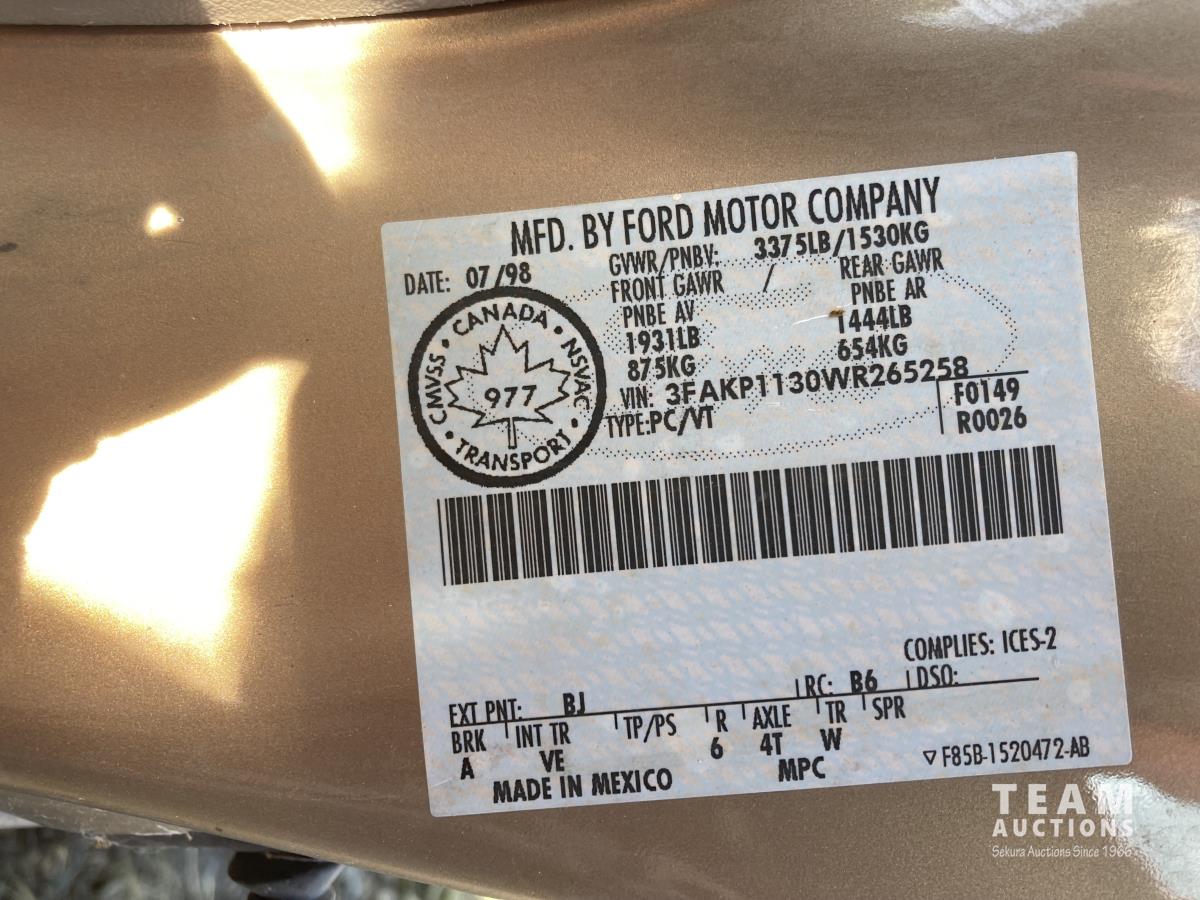 MFD. BY FORD MOTOR COMPANY
DATE: 07/98
GVWR/PNBV: 3375LB/1530KG
FRONT GAWR / REAR GAWR
PNBE AV PNBE AR
1931LB 1444LB
875KG 654KG
VIN: 3FAKP1130WR265258
TYPE:PC/VT
F0149
R0026
CANADA • NSVAC • TRANSPORT • CMVSS •
977
COMPLIES: ICES-2
EXT PNT: BJ RC: B6 DSO:
BRK INT TR TP/PS R AXLE TR SPR
A VE 6 4T W
MADE IN MEXICO MPC ▽F85B-1520472-AB
TEAM
AUCTIONS
Sekura Auctions Since 1966